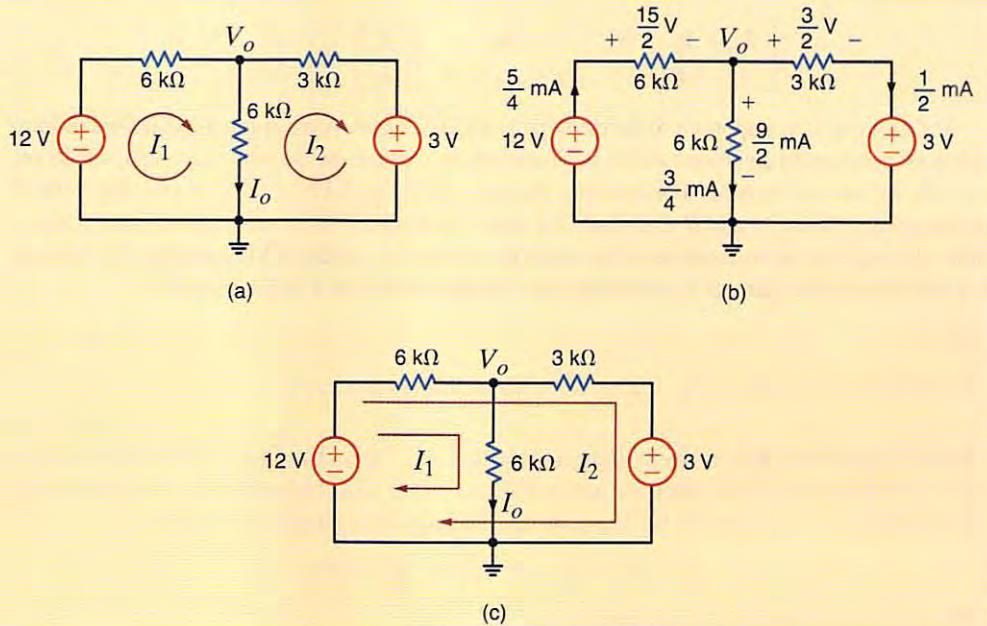 V_o
6 kΩ 3 kΩ
6 kΩ
12 V + − I_1 I_2 + − 3 V
I_o
(a)
+ 15/2 V − V_o + 3/2 V −
6 kΩ 3 kΩ
5/4 mA 1/2 mA
+
12 V + − 6 kΩ 9/2 mA + − 3 V
−
3/4 mA
(b)
6 kΩ V_o 3 kΩ
12 V + − I_1 6 kΩ I_2 + − 3 V
I_o
(c)